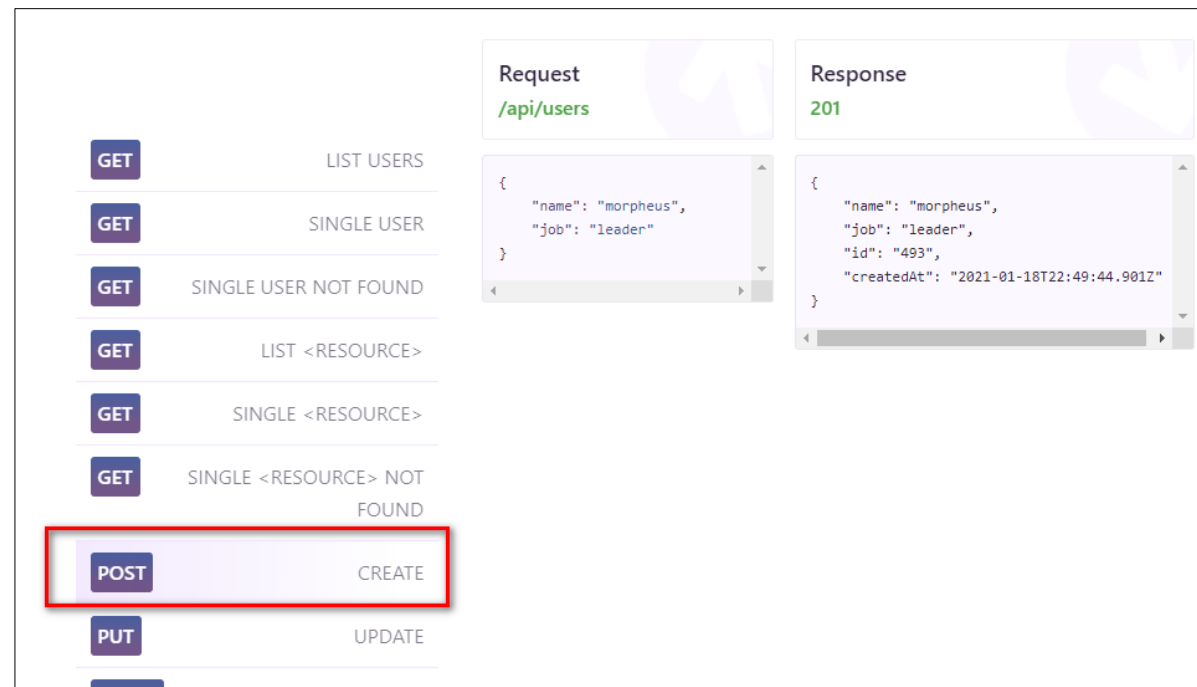 Request
/api/users
Response
201
GET LIST USERS
GET SINGLE USER
GET SINGLE USER NOT FOUND
GET LIST <RESOURCE>
GET SINGLE <RESOURCE>
GET SINGLE <RESOURCE> NOT
FOUND
POST CREATE
PUT UPDATE
{
"name": "morpheus",
"job": "leader"
}
{
"name": "morpheus",
"job": "leader",
"id": "493",
"createdAt": "2021-01-18T22:49:44.901Z"
}